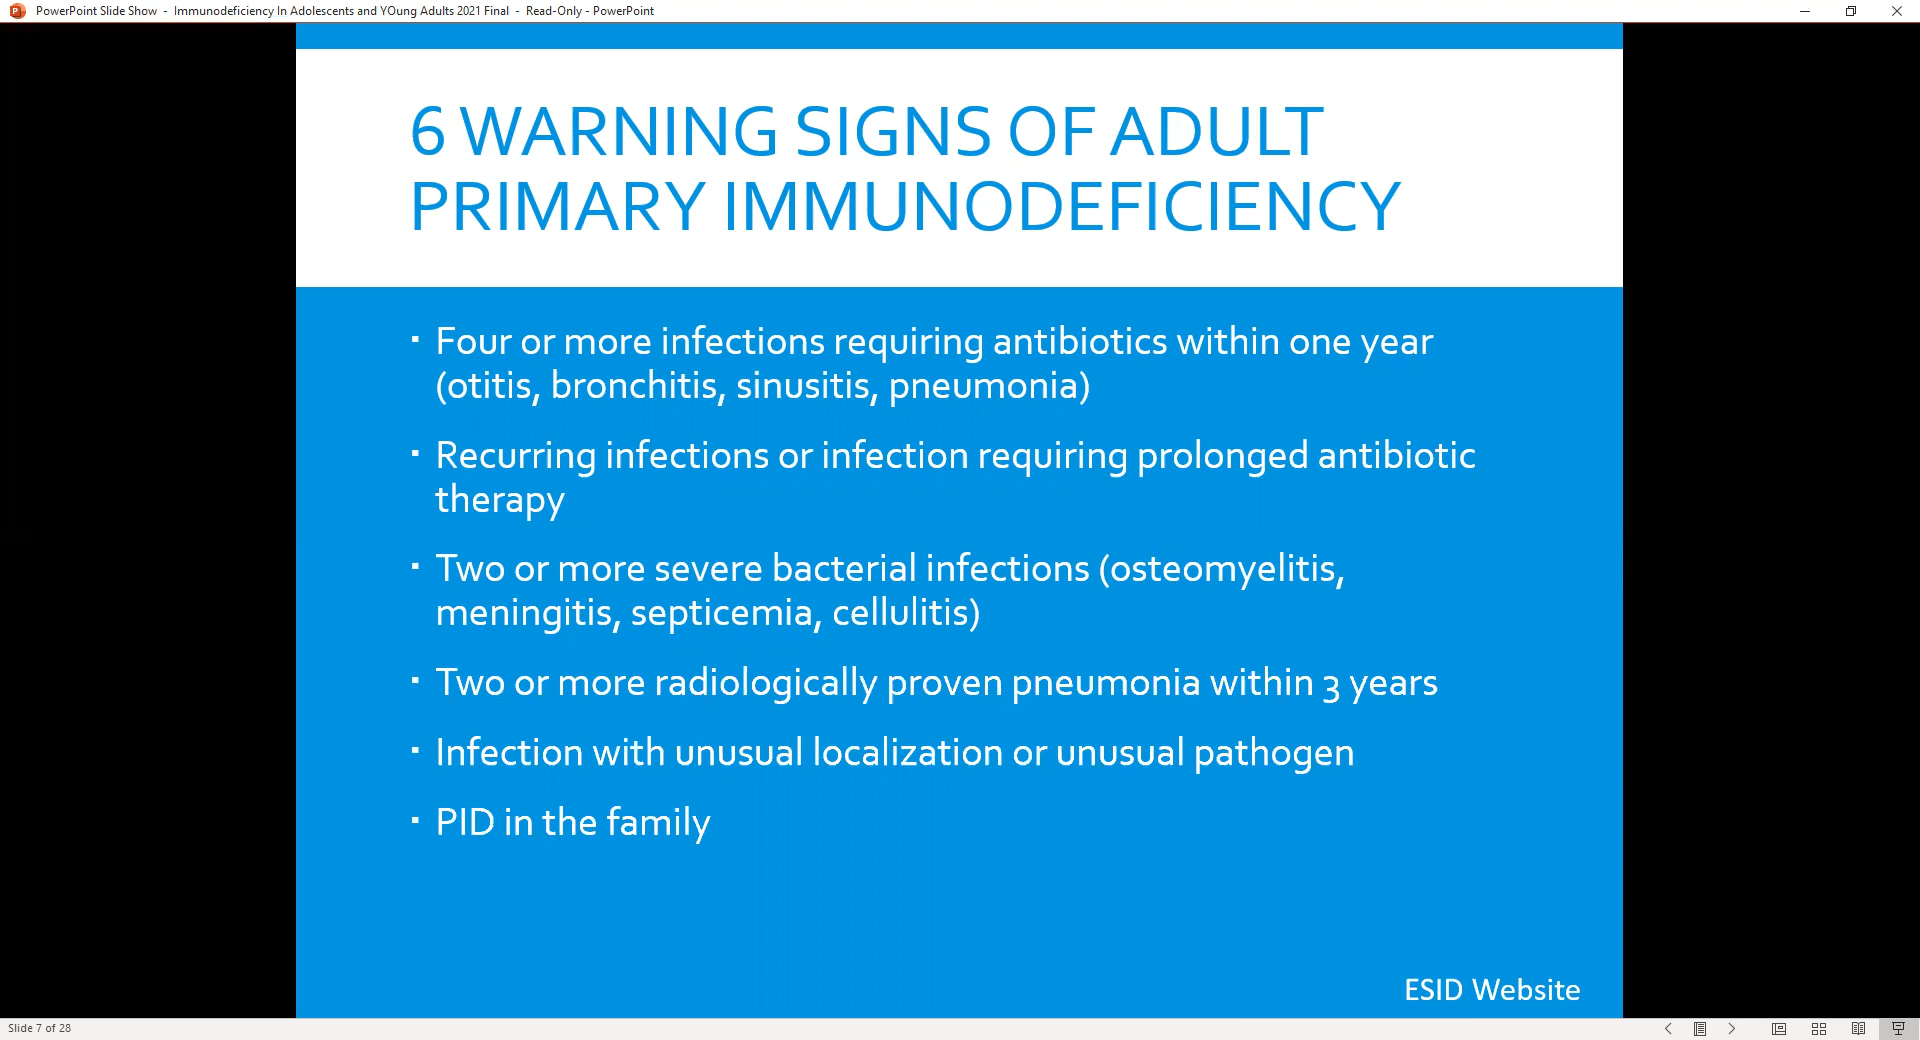 PowerPoint Slide Show - Immunodeficiency In Adolescents and YOung Adults 2021 Final - Read-Only - PowerPoint
6 WARNING SIGNS OF ADULT
PRIMARY IMMUNODEFICIENCY
▪ Four or more infections requiring antibiotics within one year
(otitis, bronchitis, sinusitis, pneumonia)
▪ Recurring infections or infection requiring prolonged antibiotic
therapy
▪ Two or more severe bacterial infections (osteomyelitis,
meningitis, septicemia, cellulitis)
▪ Two or more radiologically proven pneumonia within 3 years
▪ Infection with unusual localization or unusual pathogen
▪ PID in the family
ESID Website
Slide 7 of 28